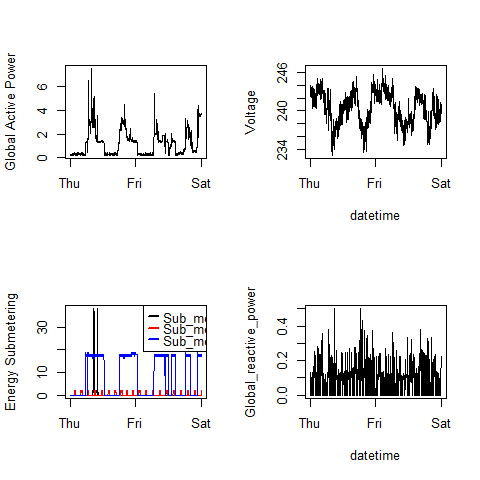 Global Active Power
0 2 4 6
Thu Fri Sat
Voltage
234 240 246
Thu Fri Sat
datetime
Energy Submetering
0 10 30
Sub_me
Sub_me
Sub_me
Thu Fri Sat
Global_reactive_power
0.0 0.2 0.4
Thu Fri Sat
datetime